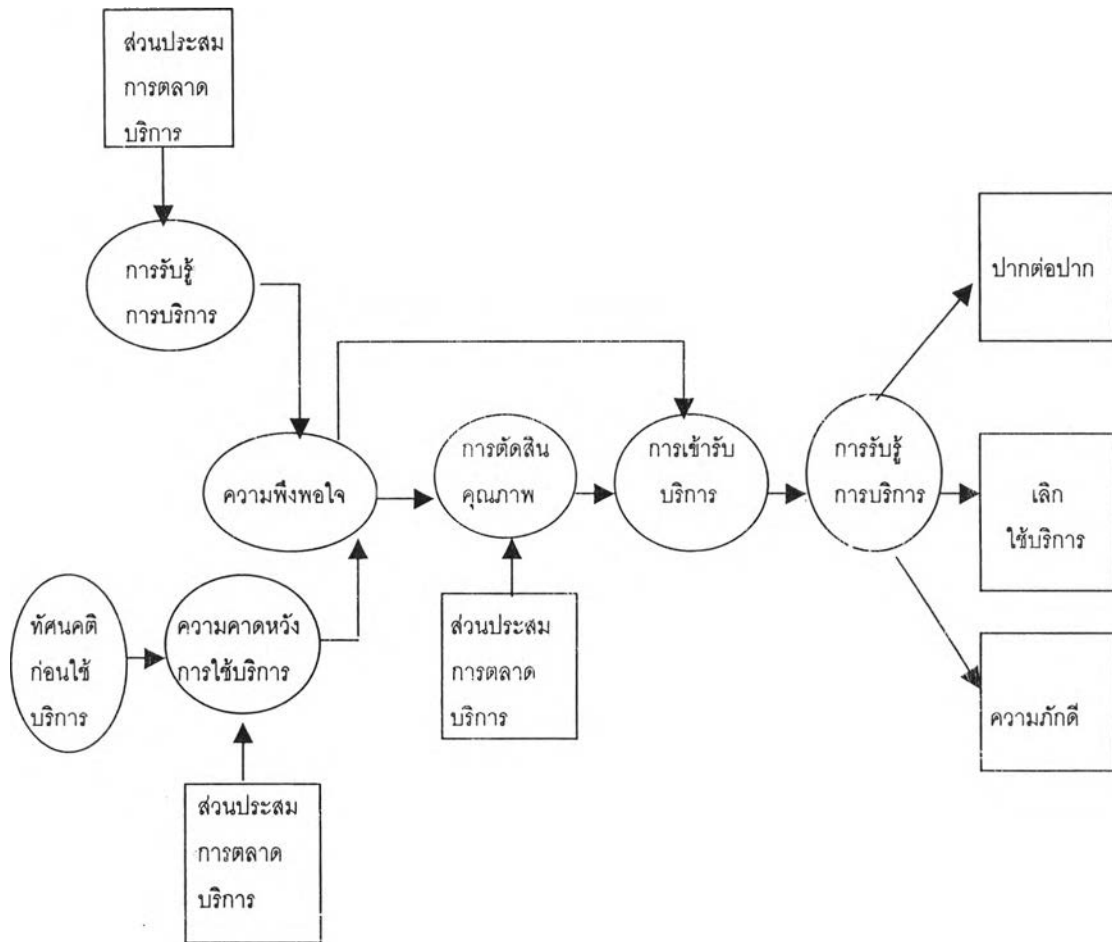 ส่วนประสม
การตลาด
บริการ
การรับรู้
การบริการ
ปากต่อปาก
ความพึงพอใจ
การตัดสิน
คุณภาพ
การเข้ารับ
บริการ
การรับรู้
การบริการ
เลิก
ใช้บริการ
ทัศนคติ
ก่อนใช้
บริการ
ความคาดหวัง
การใช้บริการ
ส่วนประสม
การตลาด
บริการ
ความภักดี
ส่วนประสม
การตลาด
บริการ